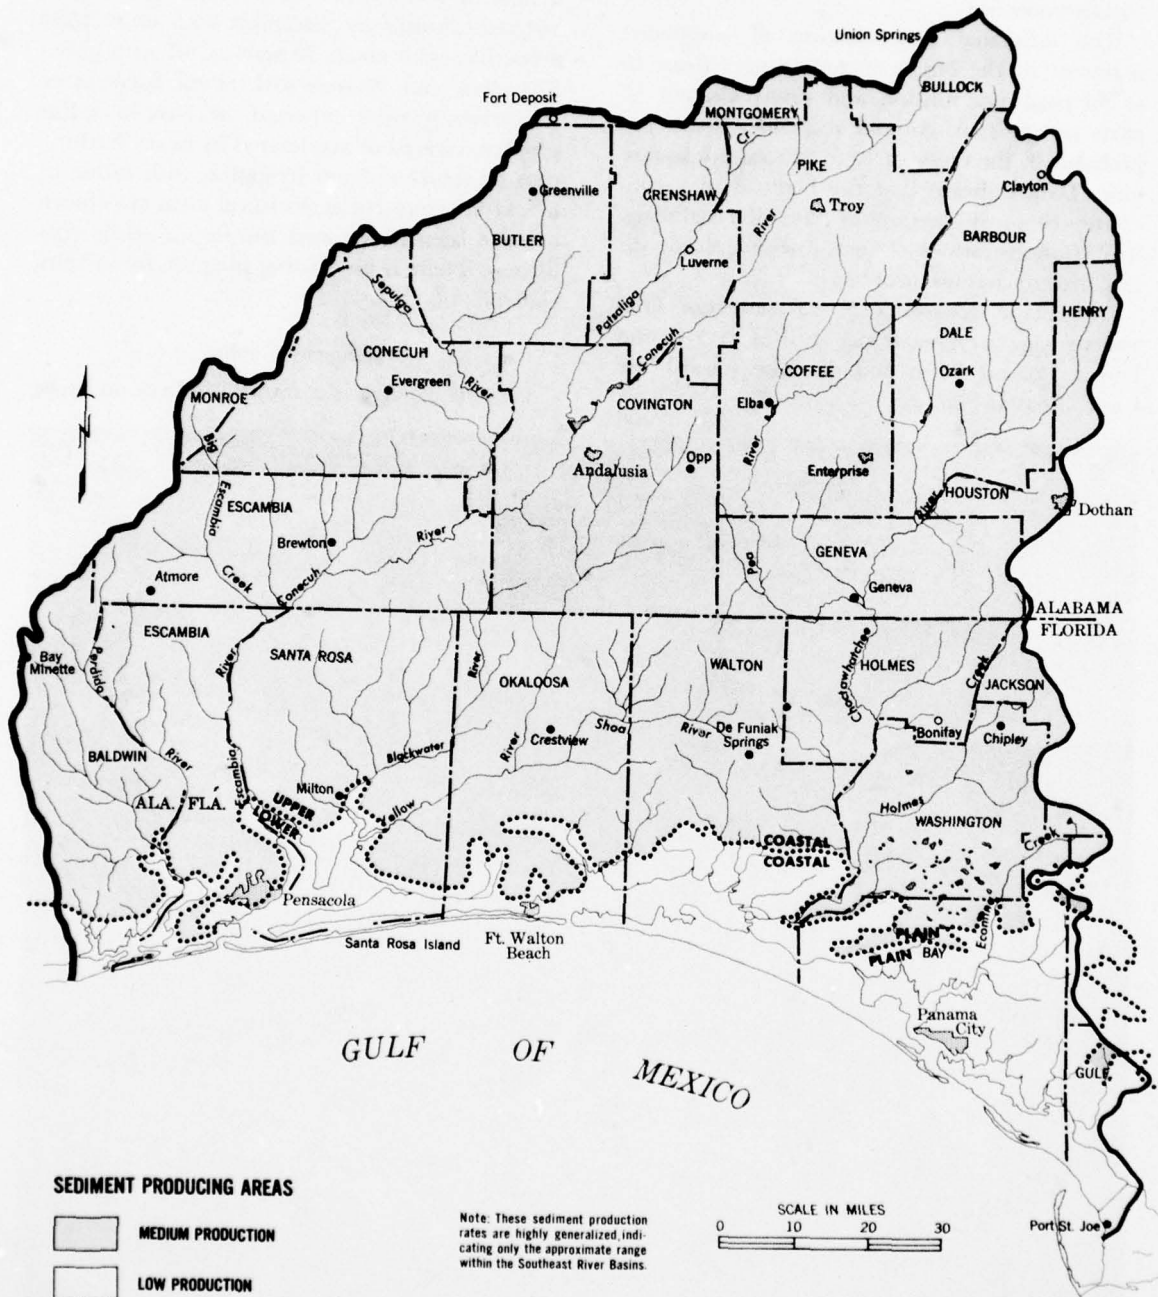 Union Springs
BULLOCK
Fort Deposit
MONTGOMERY
Cr.
PIKE
Greenville
CRENSHAW
Clayton
Troy
River
BUTLER
BARBOUR
Luverne
Sepulga
Patsaliga
HENRY
Conecuh
DALE
CONECUH
COFFEE
Ozark
Evergreen
River
MONROE
COVINGTON
Elba
Big
River
Opp
Andalusia
Enterprise
Escambia
ESCAMBIA
HOUSTON
River
Dothan
Brewton
River
GENEVA
Pea
Atmore
Creek
Conecuh
Geneva
ALABAMA
FLORIDA
ESCAMBIA
Bay
Minette
Perdido
River
SANTA ROSA
River
WALTON
Choctawhatchee
HOLMES
Creek
OKALOOSA
JACKSON
Shoa
River
De Funiak
Springs
Bonifay
Chipley
Crestview
BALDWIN
River
Blackwater
River
Escambia
Milton
ALA.
FLA.
UPPER
LOWER
Yellow
Holmes
WASHINGTON
Creek
COASTAL
COASTAL
Pensacola
Santa Rosa Island
Ft. Walton
Beach
PLAIN
PLAIN
BAY
Econfina
Panama
City
GULF
GULF OF MEXICO
SEDIMENT PRODUCING AREAS
MEDIUM PRODUCTION
LOW PRODUCTION
Note: These sediment production
rates are highly generalized, indi-
cating only the approximate range
within the Southeast River Basins.
SCALE IN MILES
0 10 20 30
Port St. Joe
N